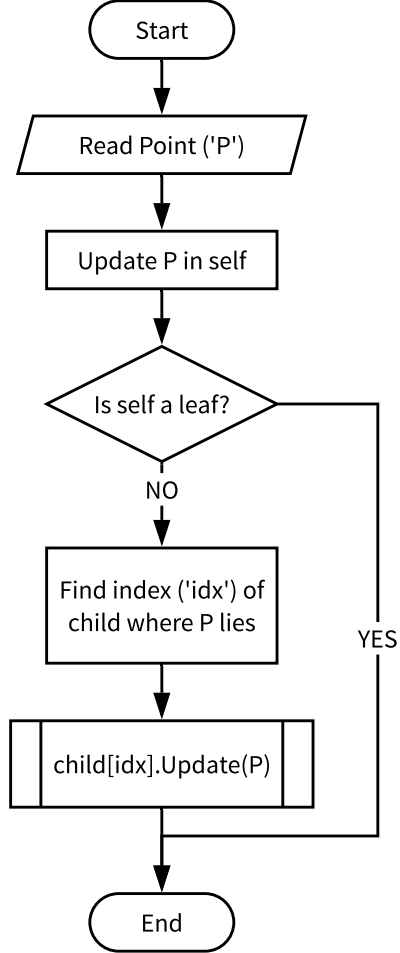 Start
Read Point ('P')
Update P in self
Is self a leaf?
NO
Find index ('idx') of
child where P lies
YES
child[idx].Update(P)
End